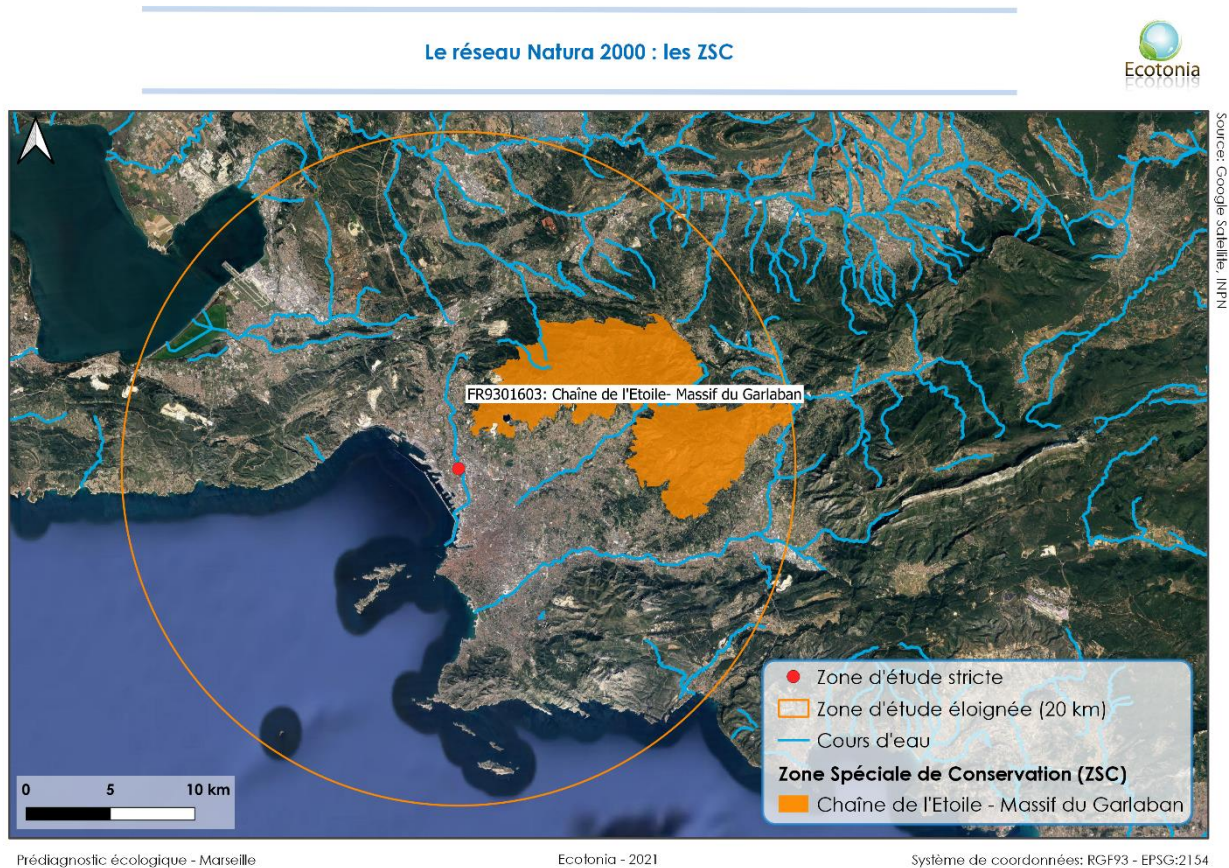 Le réseau Natura 2000 : les ZSC
Ecotonia
Source: Google Satellite, INPN
FR9301603: Chaîne de l'Etoile- Massif du Garlaban
Zone d'étude stricte
Zone d'étude éloignée (20 km)
Cours d'eau
Zone Spéciale de Conservation (ZSC)
Chaîne de l'Etoile - Massif du Garlaban
0 5 10 km
Prédiagnostic écologique - Marseille
Ecotonia - 2021
Système de coordonnées: RGF93 - EPSG:2154